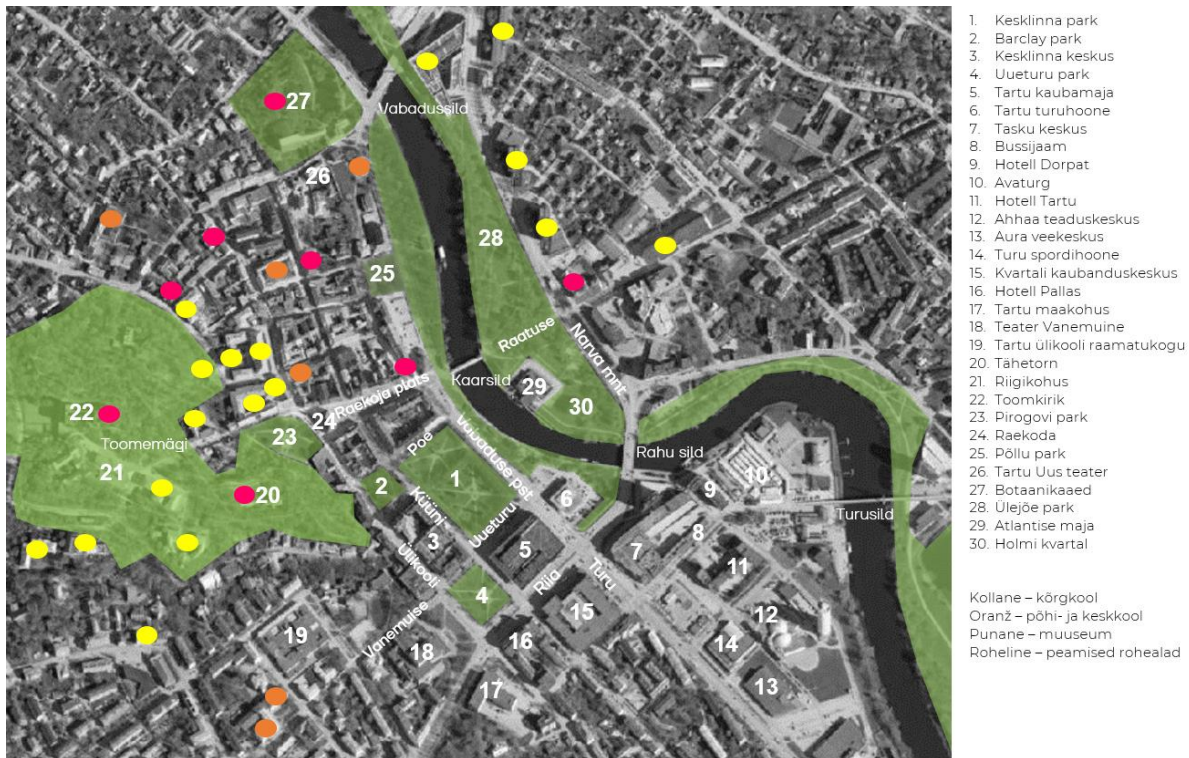 27
Vabadussild
26
28
25
Raatuse
Narva mnt
Kaarsild
29
30
Raekoja plats
24
22
Toomemägi
23
21
20
Poe
Vabaduse pst
Rahu sild
1
2
Küüni
Uueturu
6
9
10
Turusild
3
5
7
8
Ülikooli
Riia
Turu
11
4
15
12
19
Vanemuise
18
16
14
17
13
1. Kesklinna park
2. Barclay park
3. Kesklinna keskus
4. Uueturu park
5. Tartu kaubamaja
6. Tartu turuhoone
7. Tasku keskus
8. Bussijaam
9. Hotell Dorpat
10. Avaturg
11. Hotell Tartu
12. Ahhaa teaduskeskus
13. Aura veekeskus
14. Turu spordihoone
15. Kvartali kaubanduskeskus
16. Hotell Pallas
17. Tartu maakohus
18. Teater Vanemuine
19. Tartu ülikooli raamatukogu
20. Tähetorn
21. Riigikohus
22. Toomkirik
23. Pirogovi park
24. Raekoda
25. Põllu park
26. Tartu Uus teater
27. Botaanikaaed
28. Ülejõe park
29. Atlantise maja
30. Holmi kvartal
Kollane – kõrgkool
Oranž – põhi- ja keskkool
Punane – muuseum
Roheline – peamised rohealad